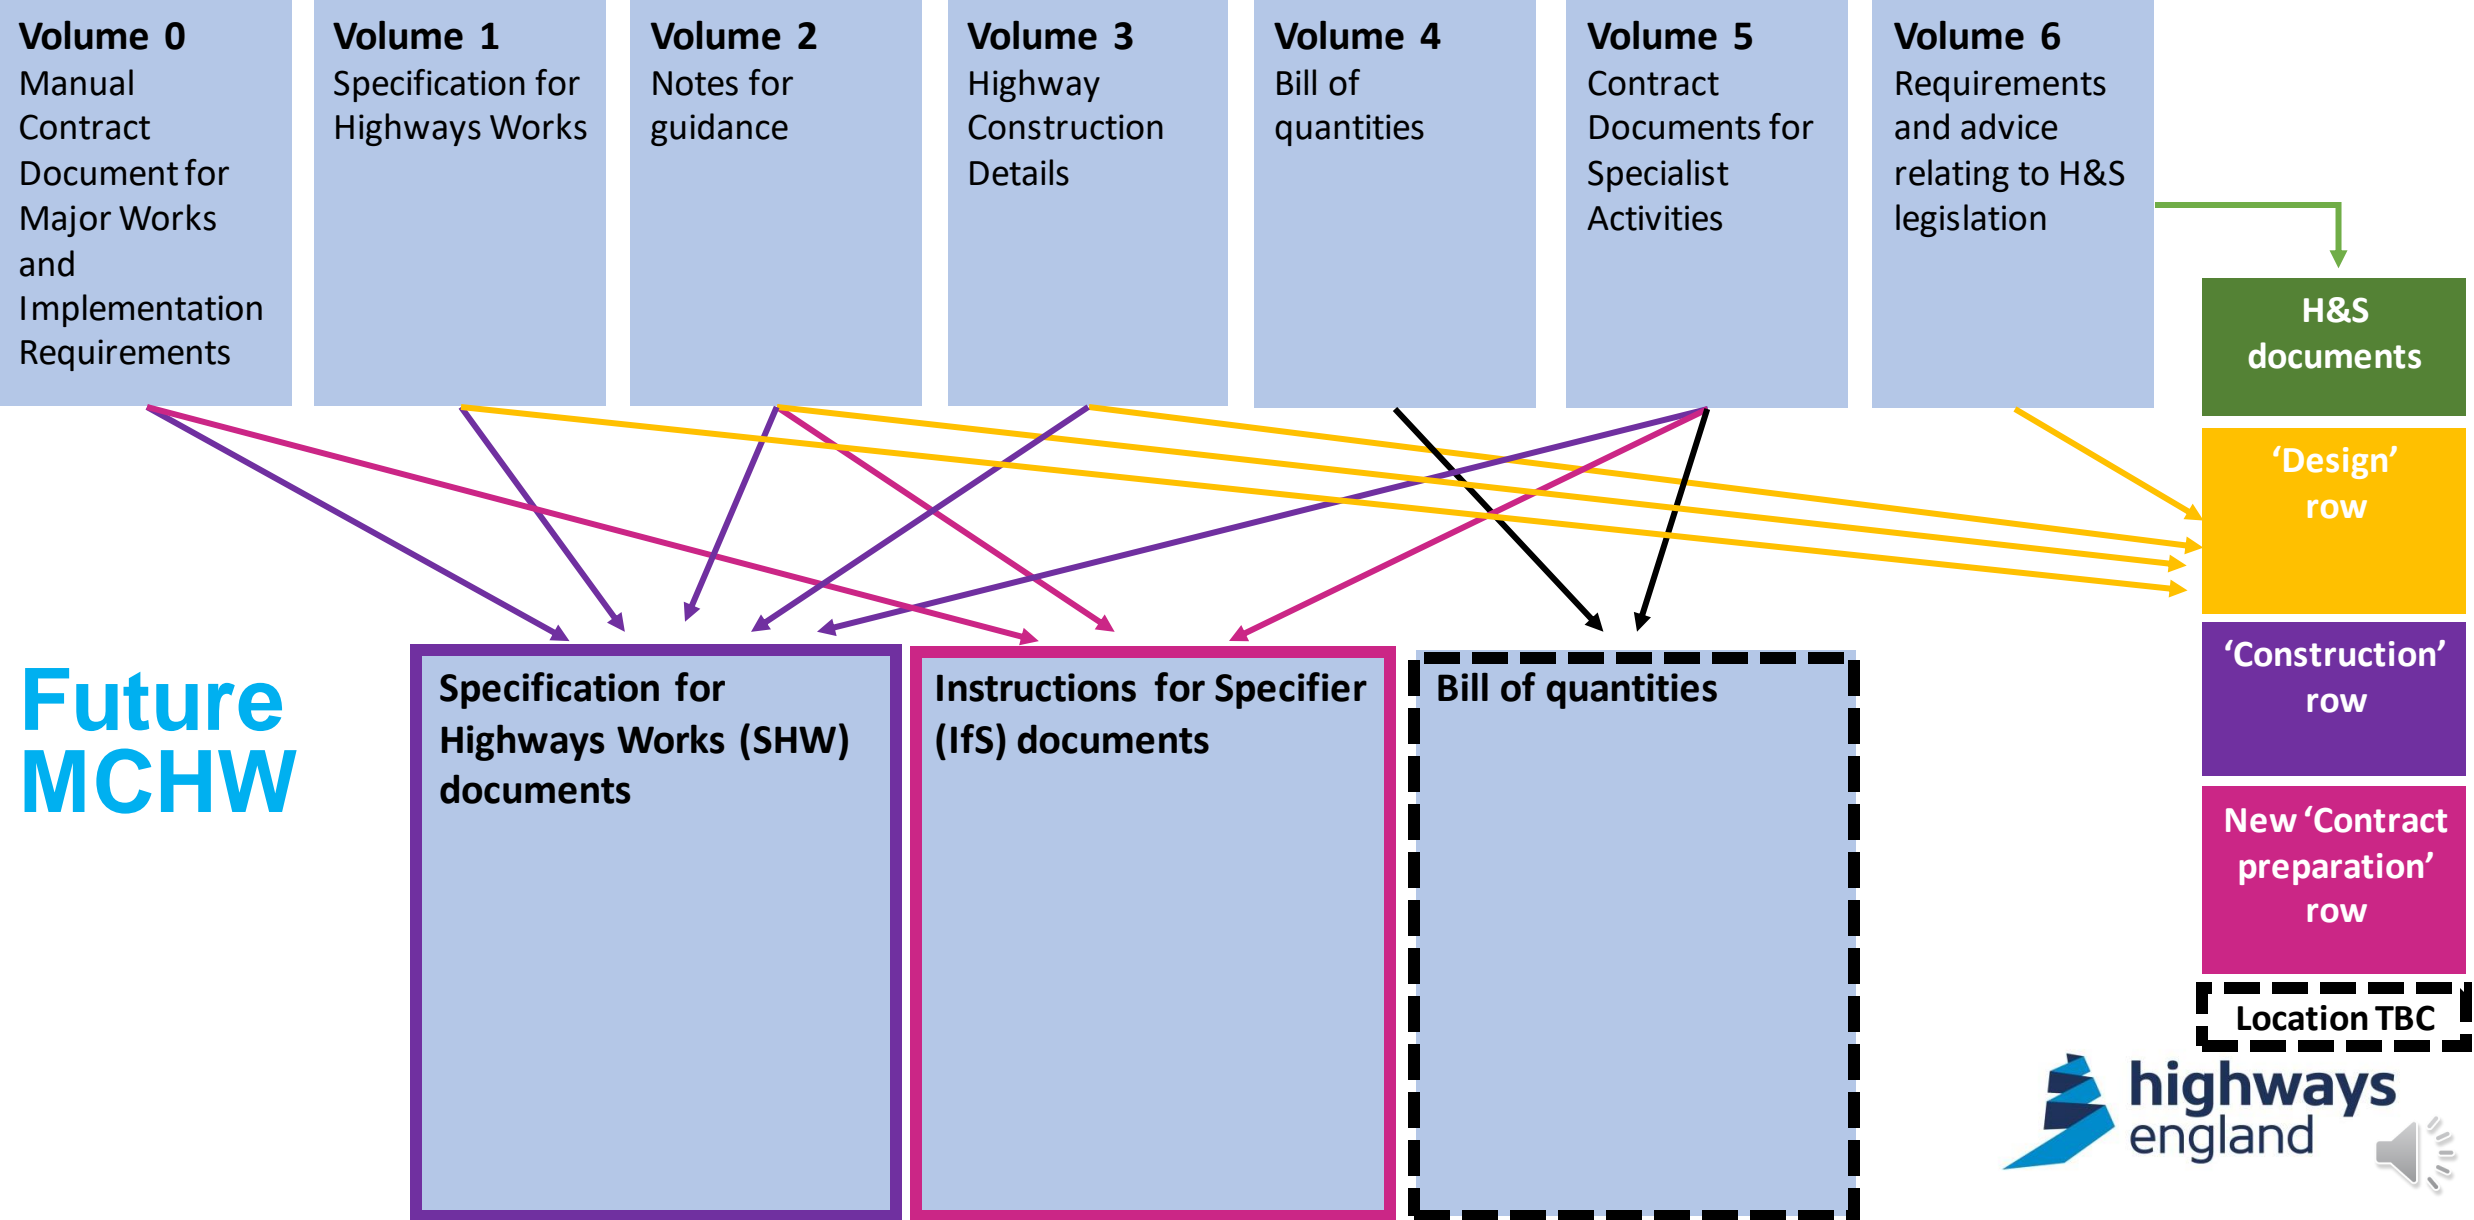 Volume 0
Manual
Contract
Document for
Major Works
and
Implementation
Requirements
Volume 1
Specification for
Highways Works
Volume 2
Notes for
guidance
Volume 3
Highway
Construction
Details
Volume 4
Bill of
quantities
Volume 5
Contract
Documents for
Specialist
Activities
Volume 6
Requirements
and advice
relating to H&S
legislation
H&S
documents
‘Design’
row
‘Construction’
row
New ‘Contract
preparation’
row
Location TBC
Future
MCHW
Specification for
Highways Works (SHW)
documents
Instructions for Specifier
(IfS) documents
Bill of quantities
highways
england